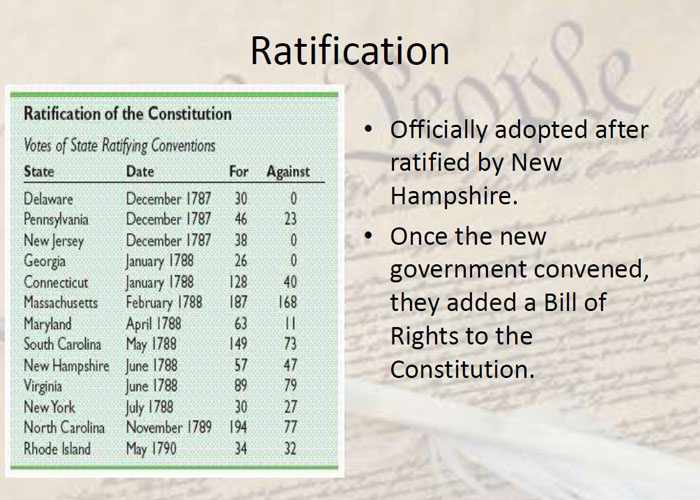 Ratification
Ratification of the Constitution
Votes of State Ratifying Conventions
State Date For Against
Delaware December 1787 30 0
Pennsylvania December 1787 46 23
New Jersey December 1787 38 0
Georgia January 1788 26 0
Connecticut January 1788 128 40
Massachusetts February 1788 187 168
Maryland April 1788 63 11
South Carolina May 1788 149 73
New Hampshire June 1788 57 47
Virginia June 1788 89 79
New York July 1788 30 27
North Carolina November 1789 194 77
Rhode Island May 1790 34 32
• Officially adopted after
ratified by New
Hampshire.
• Once the new
government convened,
they added a Bill of
Rights to the
Constitution.
People